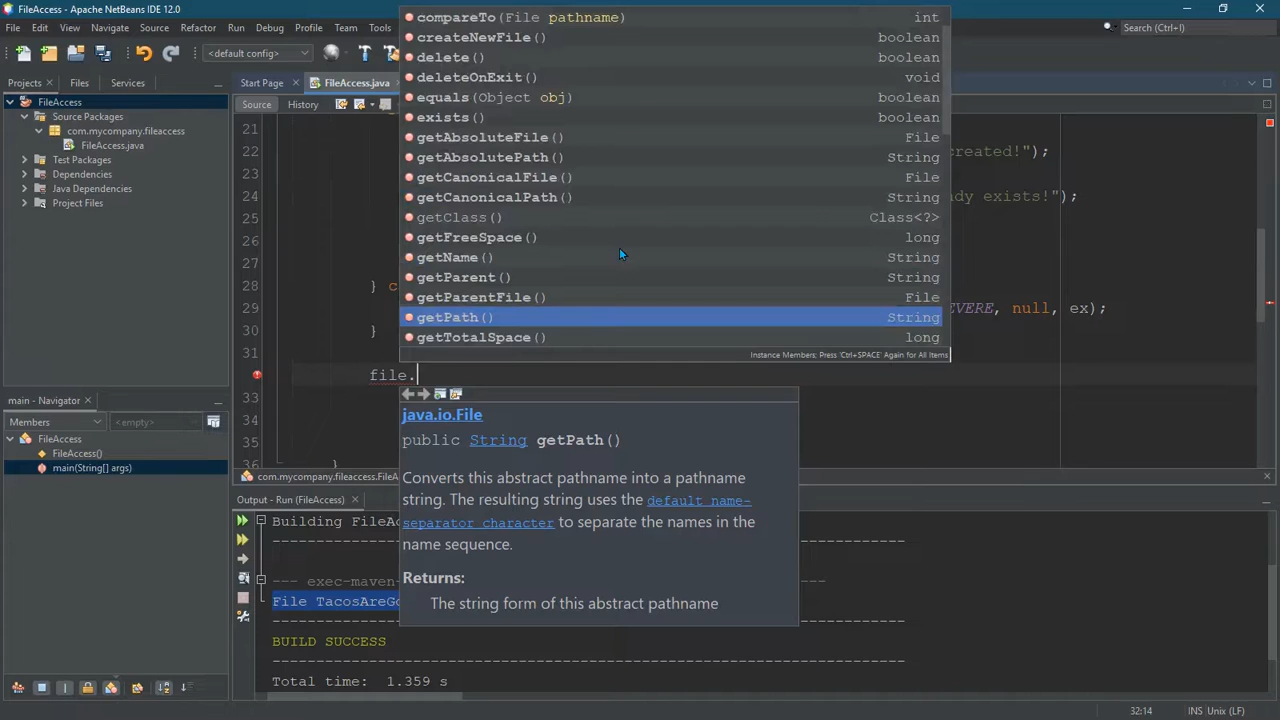 FileAccess - Apache NetBeans IDE 12.0
File Edit View Navigate Source Refactor Run Debug Profile Team Tools
Search (Ctrl+I)
<default config>
Projects Files Services
Start Page FileAccess.java
Source History
FileAccess
Source Packages
com.mycompany.fileaccess
FileAccess.java
Test Packages
Dependencies
Java Dependencies
Project Files
compareTo(File pathname) int
createNewFile() boolean
delete() boolean
deleteOnExit() void
equals(Object obj) boolean
exists() boolean
getAbsoluteFile() File
getAbsolutePath() String
getCanonicalFile() File
getCanonicalPath() String
getClass() Class<?>
getFreeSpace() long
getName() String
getParent() String
getParentFile() File
getPath() String
getTotalSpace() long
Instance Members; Press 'Ctrl+SPACE' Again for All Items
21
22 created!");
23
24 dy exists!");
25
26
27
28 } c
29 EVERE, null, ex);
30 }
31
file.
33
34
35
36 }
java.io.File
public String getPath()
Converts this abstract pathname into a pathname
string. The resulting string uses the default name-
separator character to separate the names in the
name sequence.
Returns:
The string form of this abstract pathname
main - Navigator
Members <empty>
FileAccess
FileAccess()
main(String[] args)
com.mycompany.fileaccess.FileA
Output - Run (FileAccess)
Building FileAc
------------------------------------------------------------------------
--- exec-maven- ---
File TacosAreGo
------------------------------------------------------------------------
BUILD SUCCESS
------------------------------------------------------------------------
Total time: 1.359 s
32:14 INS Unix (LF)